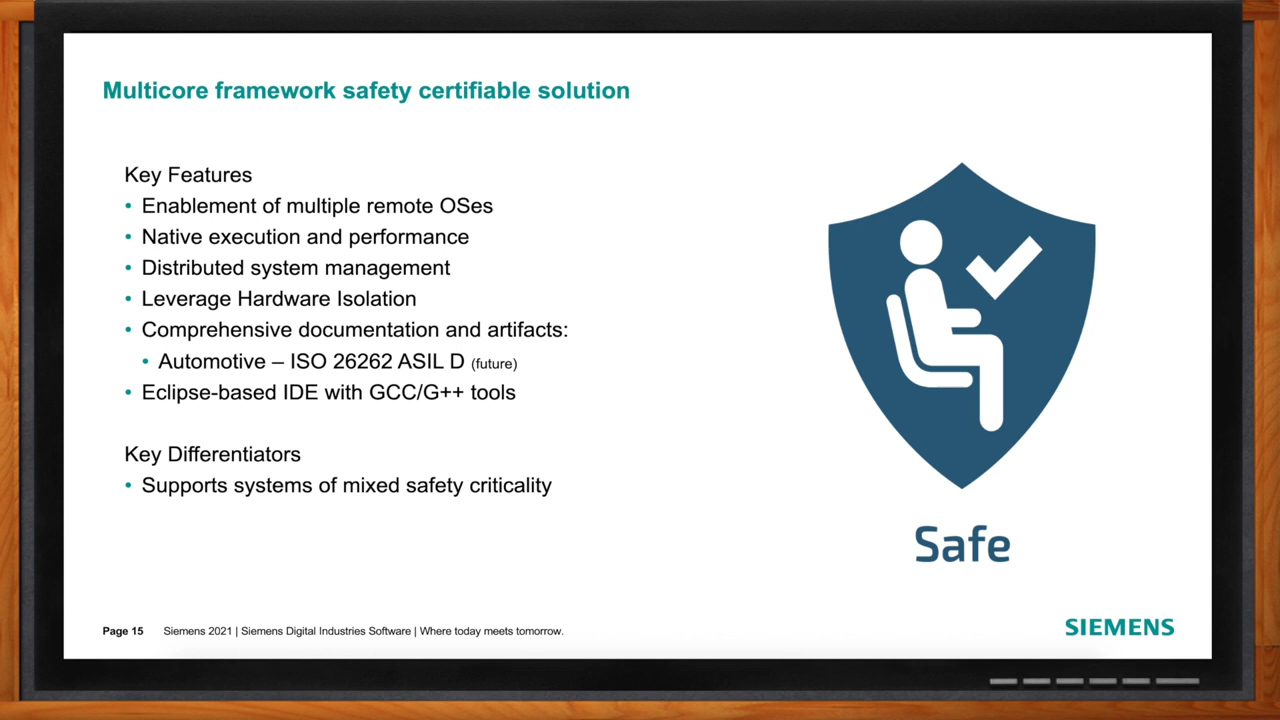 Multicore framework safety certifiable solution
Key Features
• Enablement of multiple remote OSes
• Native execution and performance
• Distributed system management
• Leverage Hardware Isolation
• Comprehensive documentation and artifacts:
• Automotive – ISO 26262 ASIL D (future)
• Eclipse-based IDE with GCC/G++ tools
Key Differentiators
• Supports systems of mixed safety criticality
Safe
Page 15 Siemens 2021 | Siemens Digital Industries Software | Where today meets tomorrow.
SIEMENS